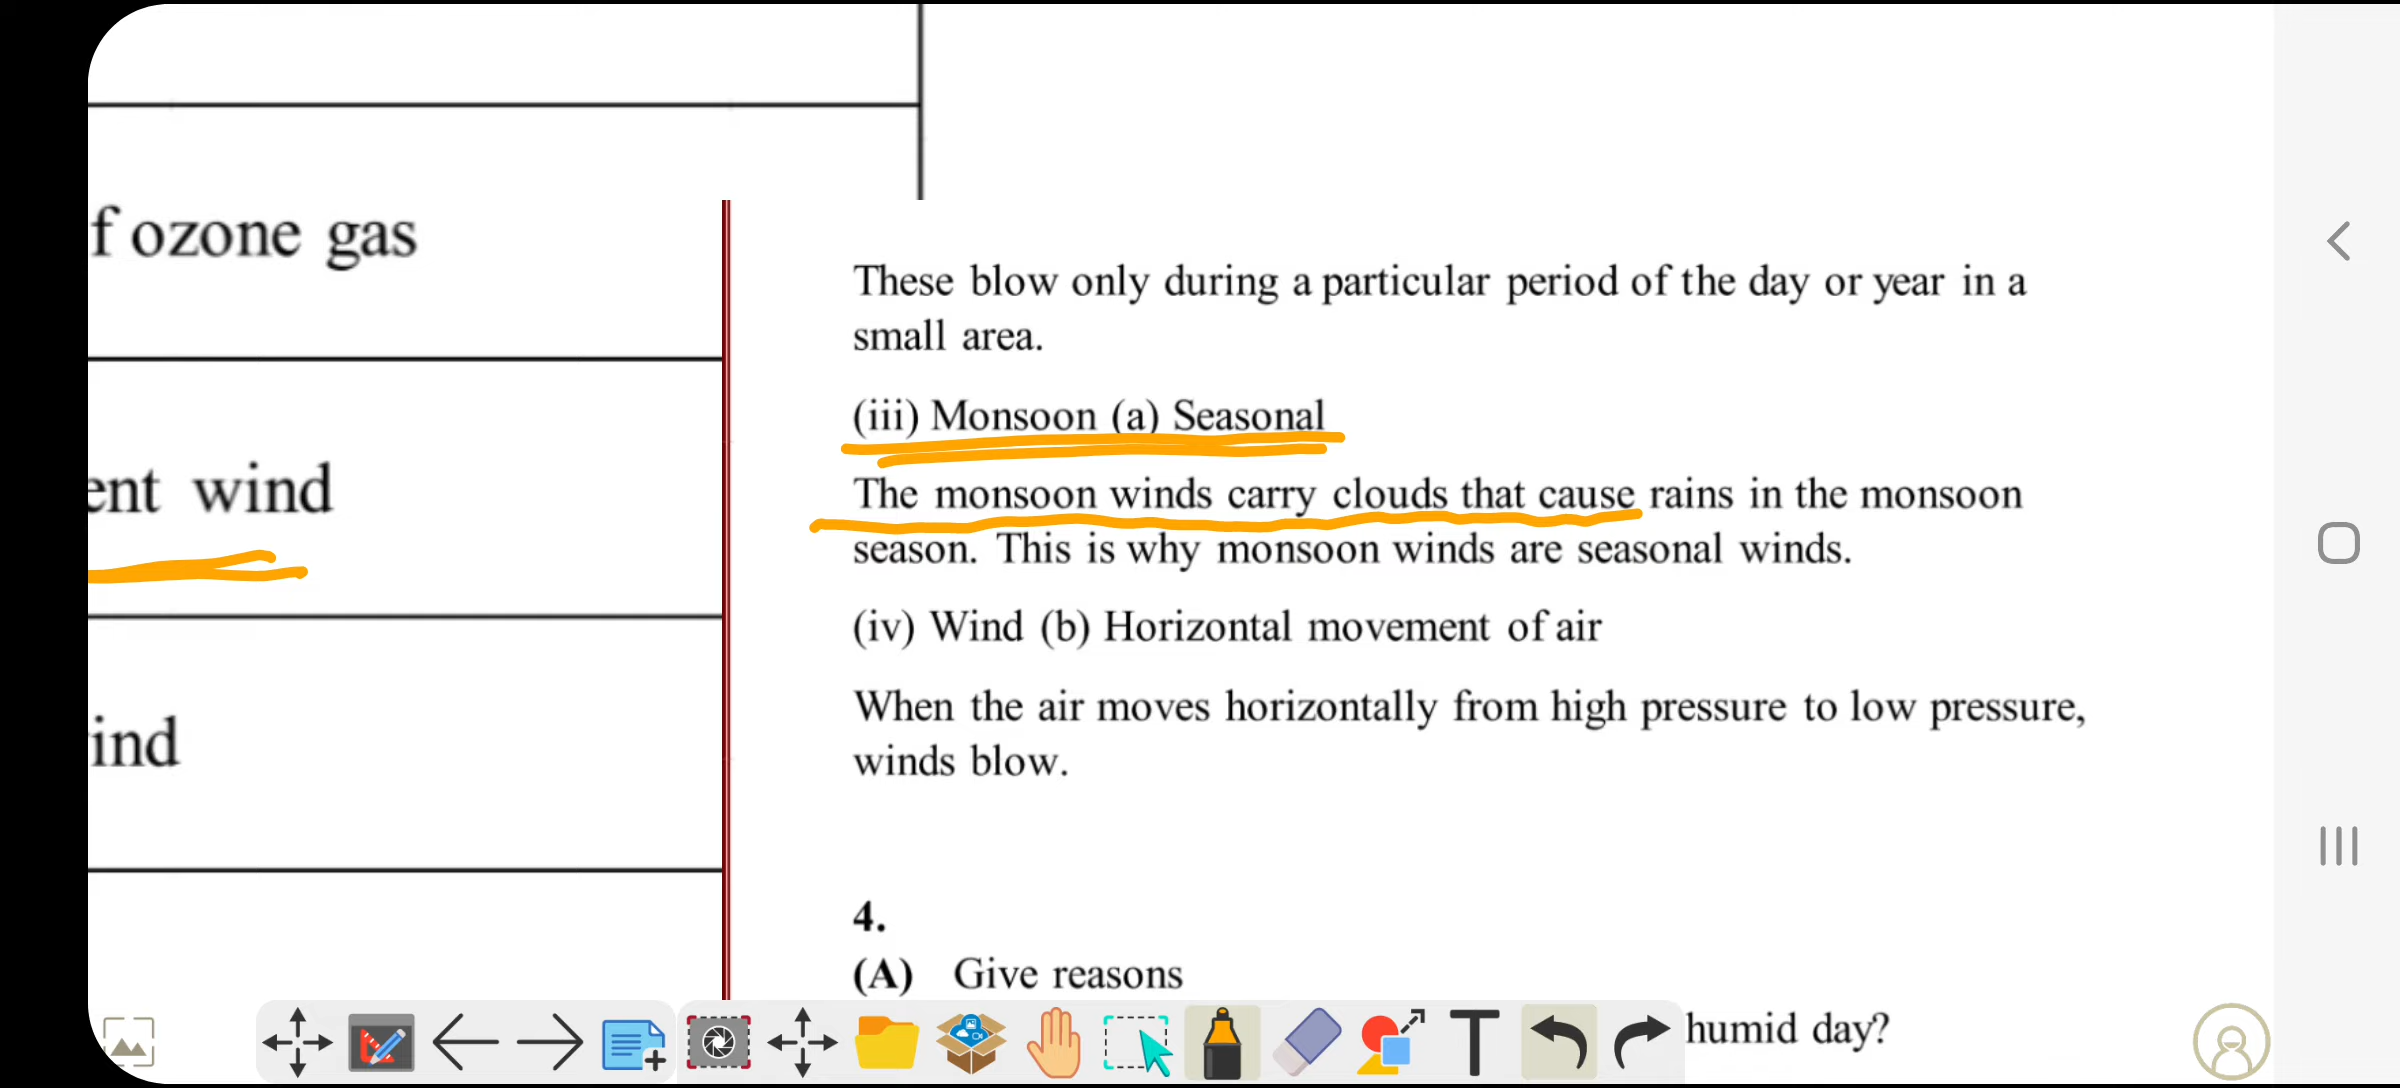 f ozone gas
ent wind
ind
These blow only during a particular period of the day or year in a
small area.
(iii) Monsoon (a) Seasonal
The monsoon winds carry clouds that cause rains in the monsoon
season. This is why monsoon winds are seasonal winds.
(iv) Wind (b) Horizontal movement of air
When the air moves horizontally from high pressure to low pressure,
winds blow.
4.
(A) Give reasons
humid day?